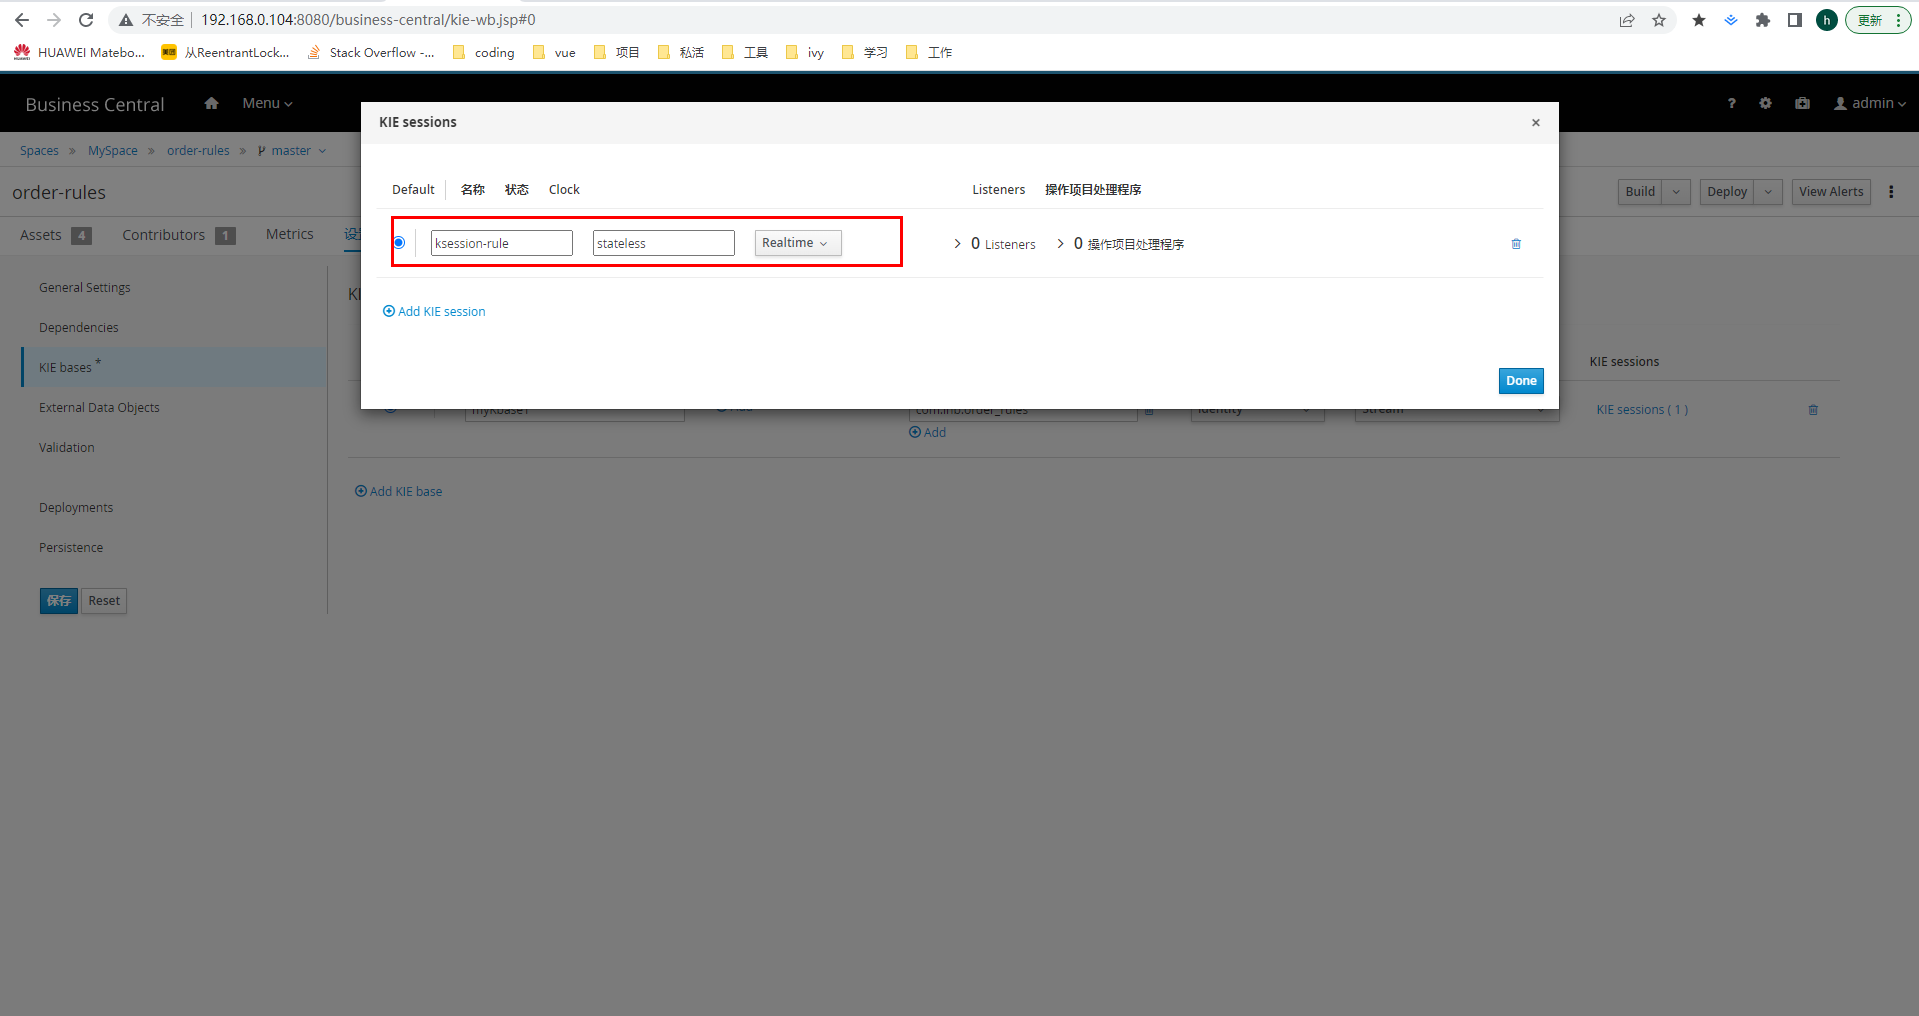 不安全 192.168.0.104:8080/business-central/kie-wb.jsp#0 h 更新
HUAWEI Matebo... 从ReentrantLock... Stack Overflow -... coding vue 项目 私活 工具 ivy 学习 工作
Business Central Menu ? admin
KIE sessions ×
Spaces » MySpace » order-rules » master
Default 名称 状态 Clock Listeners 操作项目处理程序
order-rules Build Deploy View Alerts
Assets 4 Contributors 1 Metrics
ksession-rule stateless Realtime 0 Listeners 0 操作项目处理程序
General Settings
Add KIE session
Dependencies
KIE bases * KIE sessions
Done
External Data Objects myKbase1 Add com.ihb.order_rules Identity Stream KIE sessions ( 1 )
Add
Validation
Add KIE base
Deployments
Persistence
保存 Reset